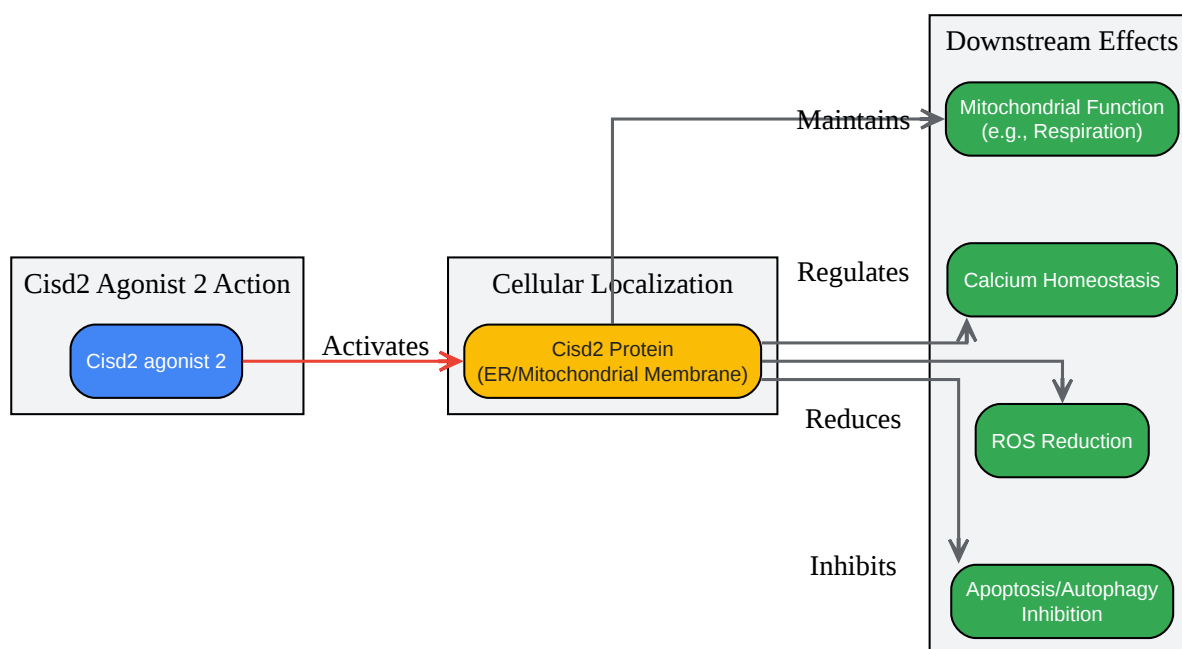 Downstream Effects
Maintains
Mitochondrial Function
(e.g., Respiration)
Cisd2 Agonist 2 Action
Cellular Localization
Regulates
Calcium Homeostasis
Cisd2 agonist 2
Activates
Cisd2 Protein
(ER/Mitochondrial Membrane)
Reduces
ROS Reduction
Inhibits
Apoptosis/Autophagy
Inhibition